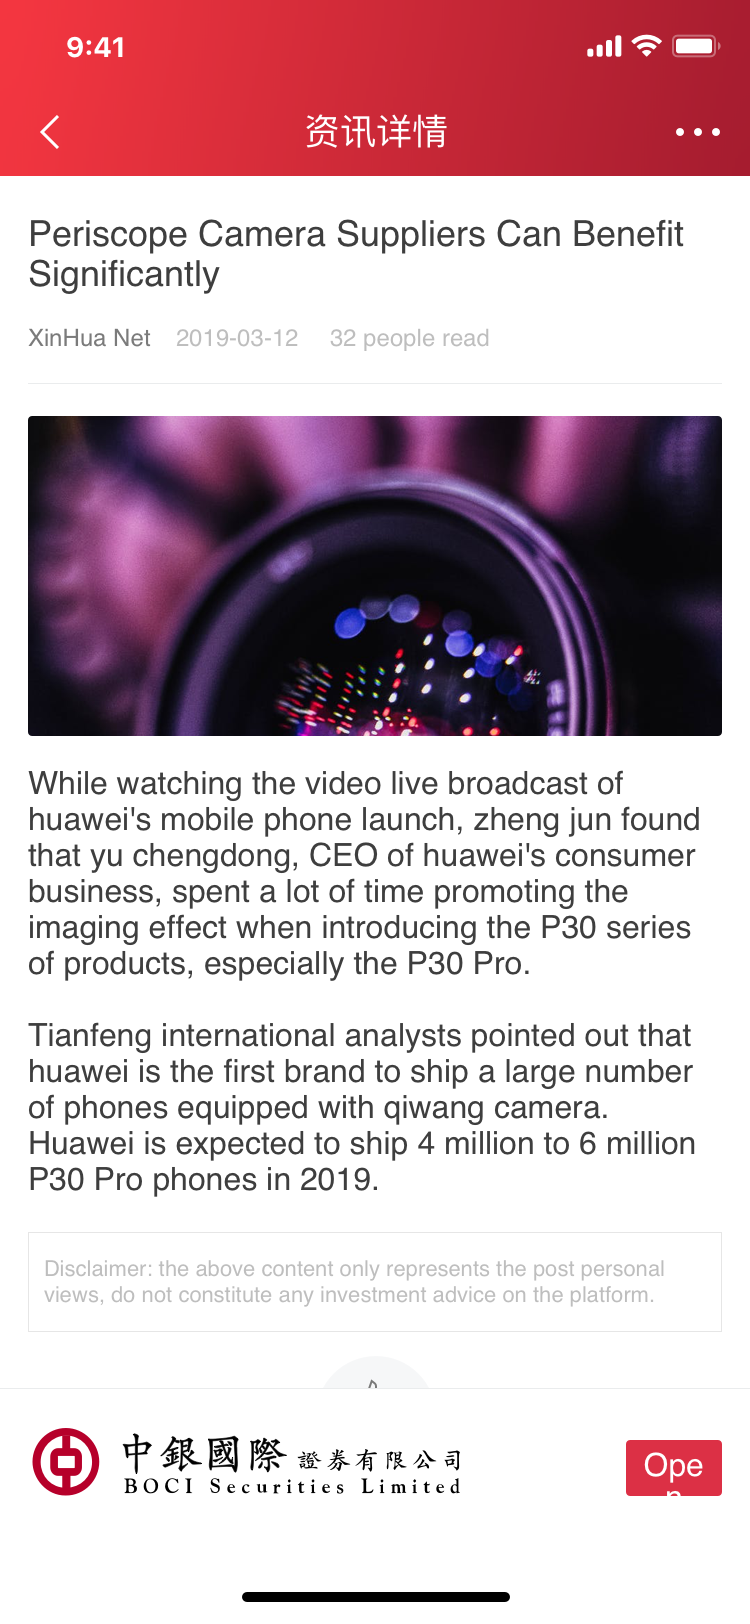 9:41
资讯详情
Periscope Camera Suppliers Can Benefit
Significantly
XinHua Net 2019-03-12 32 people read
While watching the video live broadcast of
huawei's mobile phone launch, zheng jun found
that yu chengdong, CEO of huawei's consumer
business, spent a lot of time promoting the
imaging effect when introducing the P30 series
of products, especially the P30 Pro.
Tianfeng international analysts pointed out that
huawei is the first brand to ship a large number
of phones equipped with qiwang camera.
Huawei is expected to ship 4 million to 6 million
P30 Pro phones in 2019.
Disclaimer: the above content only represents the post personal
views, do not constitute any investment advice on the platform.
中銀國際 證券有限公司
BOCI Securities Limited
Ope
n